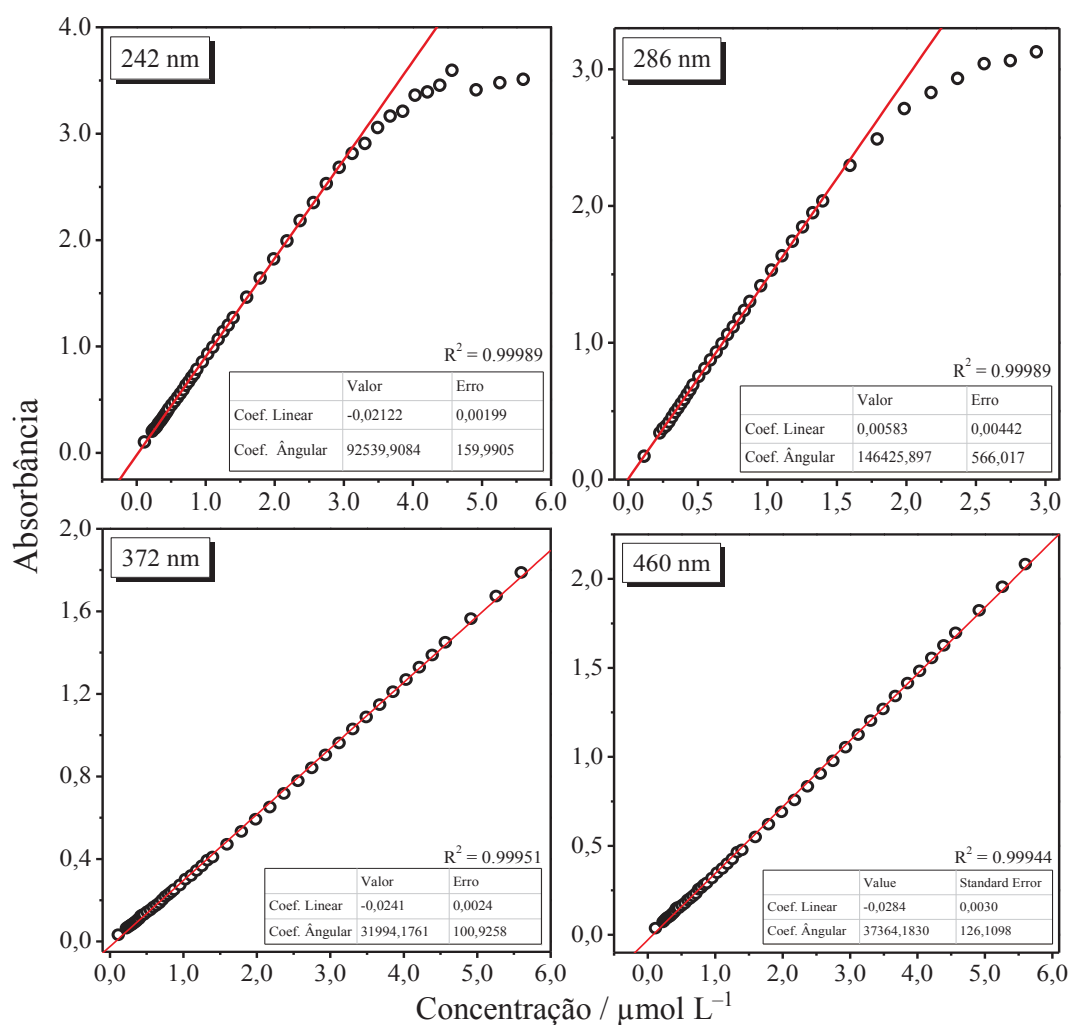 Absorbância
242 nm
4.0
3.0
2.0
1.0
0.0
R² = 0.99989
Valor Erro
Coef. Linear -0,02122 0,00199
Coef. Ângular 92539,9084 159,9905
0.0 1.0 2.0 3.0 4.0 5.0 6.0
286 nm
3,0
2,0
1,0
0,0
R² = 0.99989
Valor Erro
Coef. Linear 0,00583 0,00442
Coef. Ângular 146425,897 566,017
0,0 0,5 1,0 1,5 2,0 2,5 3,0
372 nm
2,0
1,6
1,2
0,8
0,4
0,0
R² = 0.99951
Valor Erro
Coef. Linear -0,0241 0,0024
Coef. Ângular 31994,1761 100,9258
0,0 1,0 2,0 3,0 4,0 5,0 6,0
460 nm
2,0
1,5
1,0
0,5
0,0
R² = 0.99944
Value Standard Error
Coef. Linear -0,0284 0,0030
Coef. Ângular 37364,1830 126,1098
0,0 1,0 2,0 3,0 4,0 5,0 6,0
Concentração / µmol L⁻¹